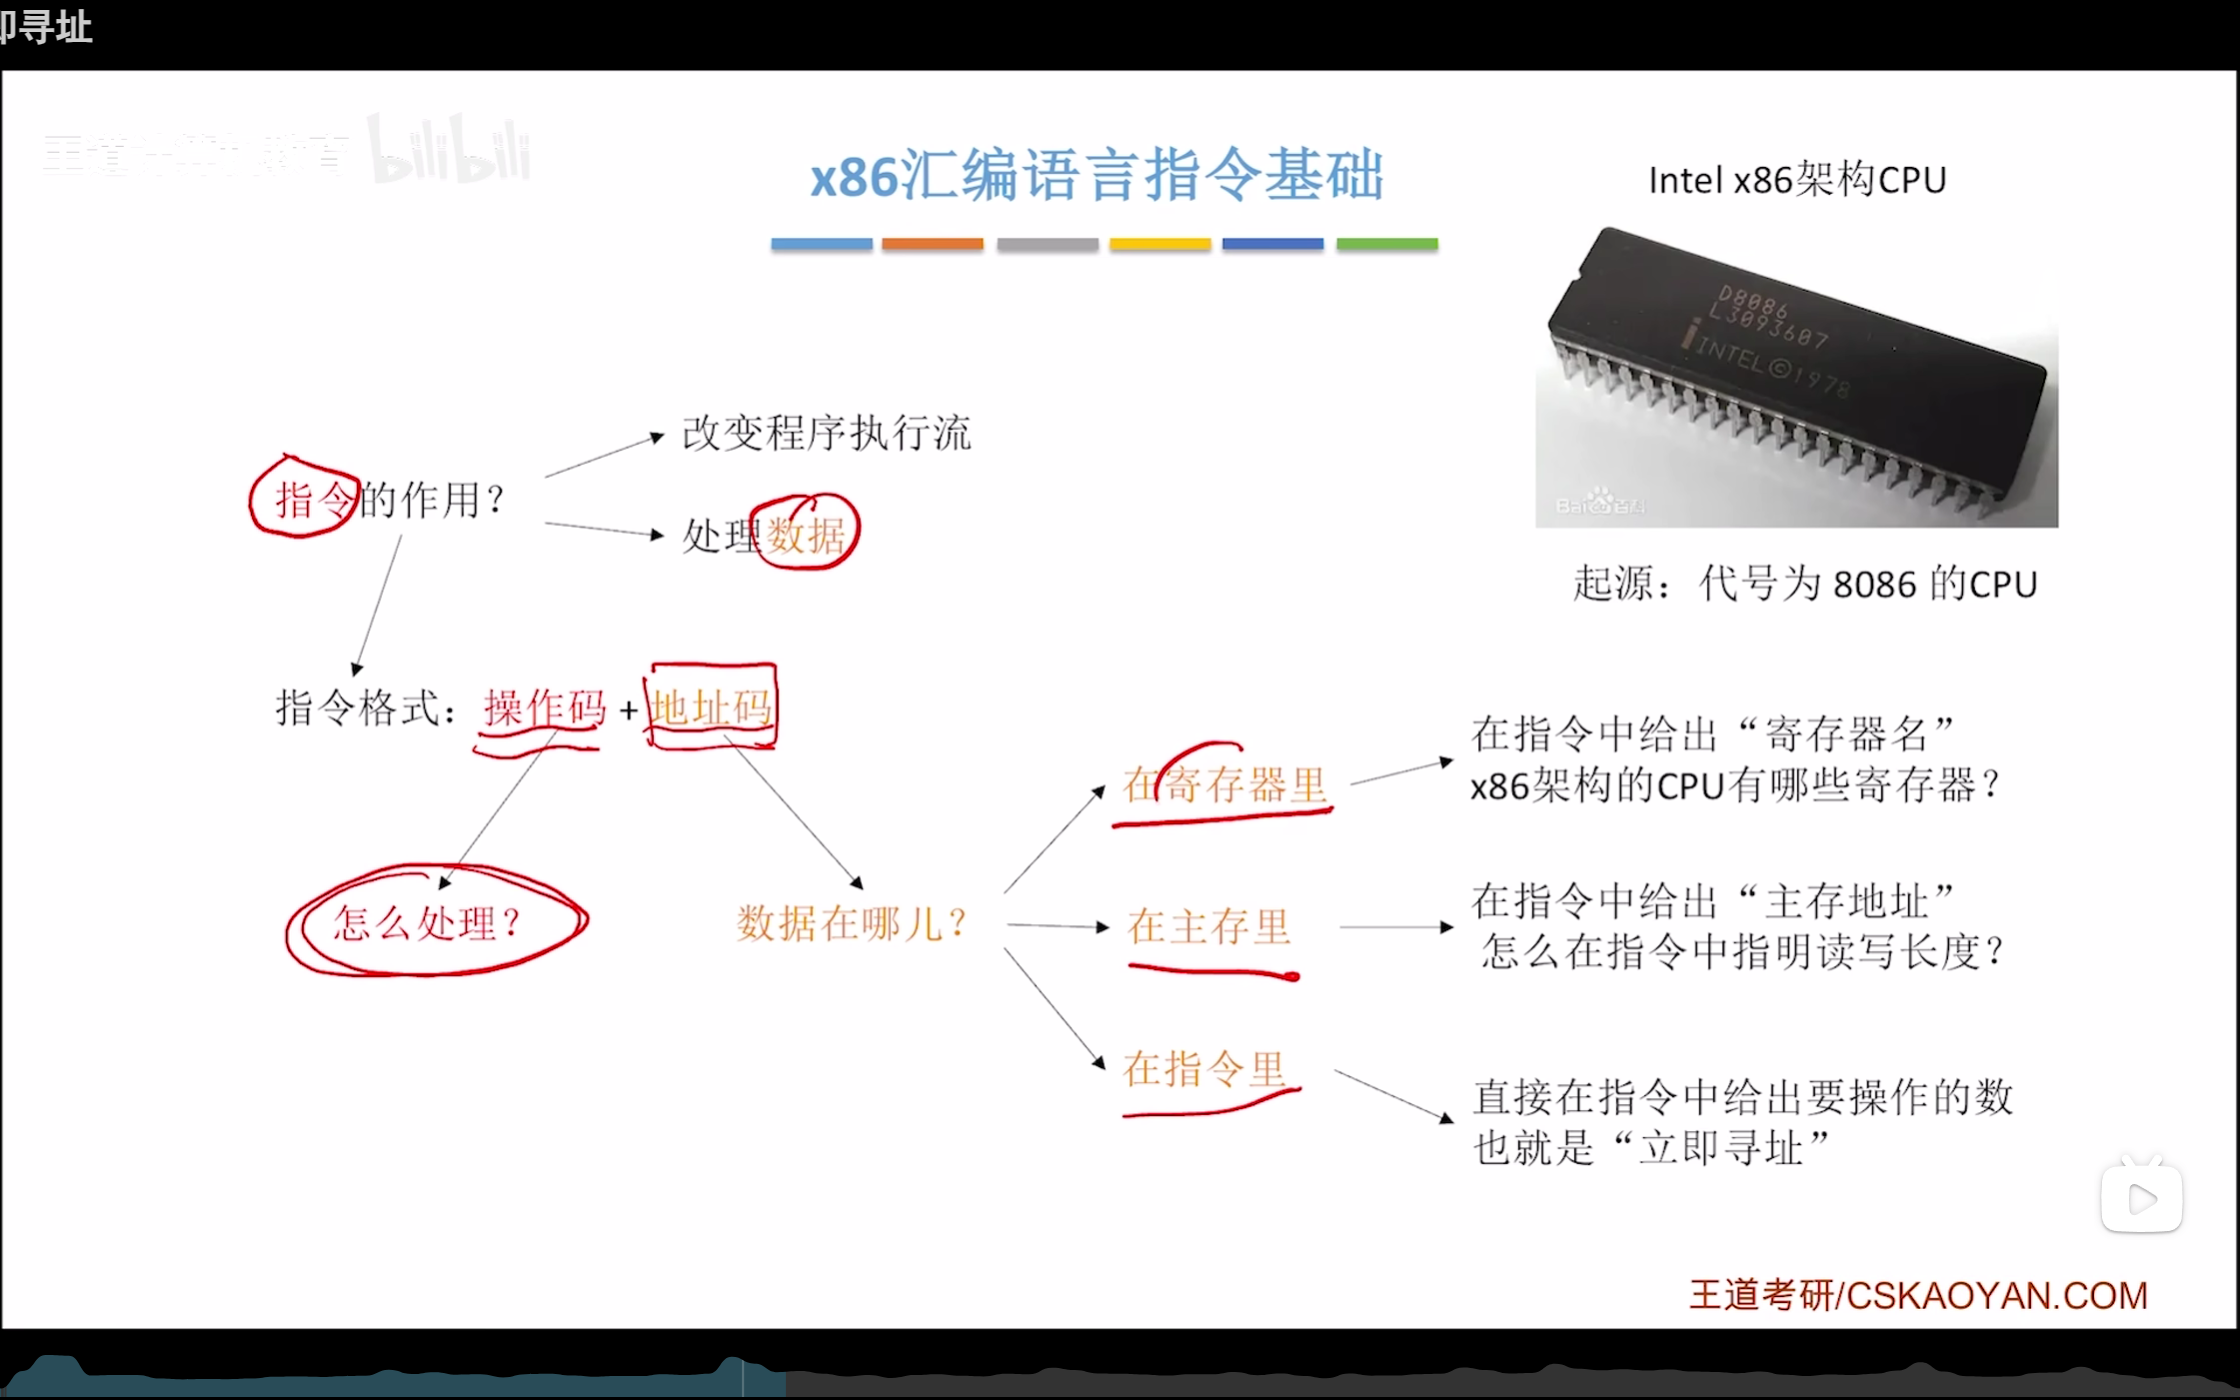 即寻址
王道计算机教育 bilibili
x86汇编语言指令基础
Intel x86架构CPU
D8086
L3093607
INTEL©1978
Bai百科
起源：代号为 8086 的CPU
改变程序执行流
指令的作用？
处理数据
指令格式：操作码 + 地址码
怎么处理？
数据在哪儿？
在寄存器里
在主存里
在指令里
在指令中给出“寄存器名”
x86架构的CPU有哪些寄存器？
在指令中给出“主存地址”
怎么在指令中指明读写长度？
直接在指令中给出要操作的数
也就是“立即寻址”
王道考研/CSKAOYAN.COM